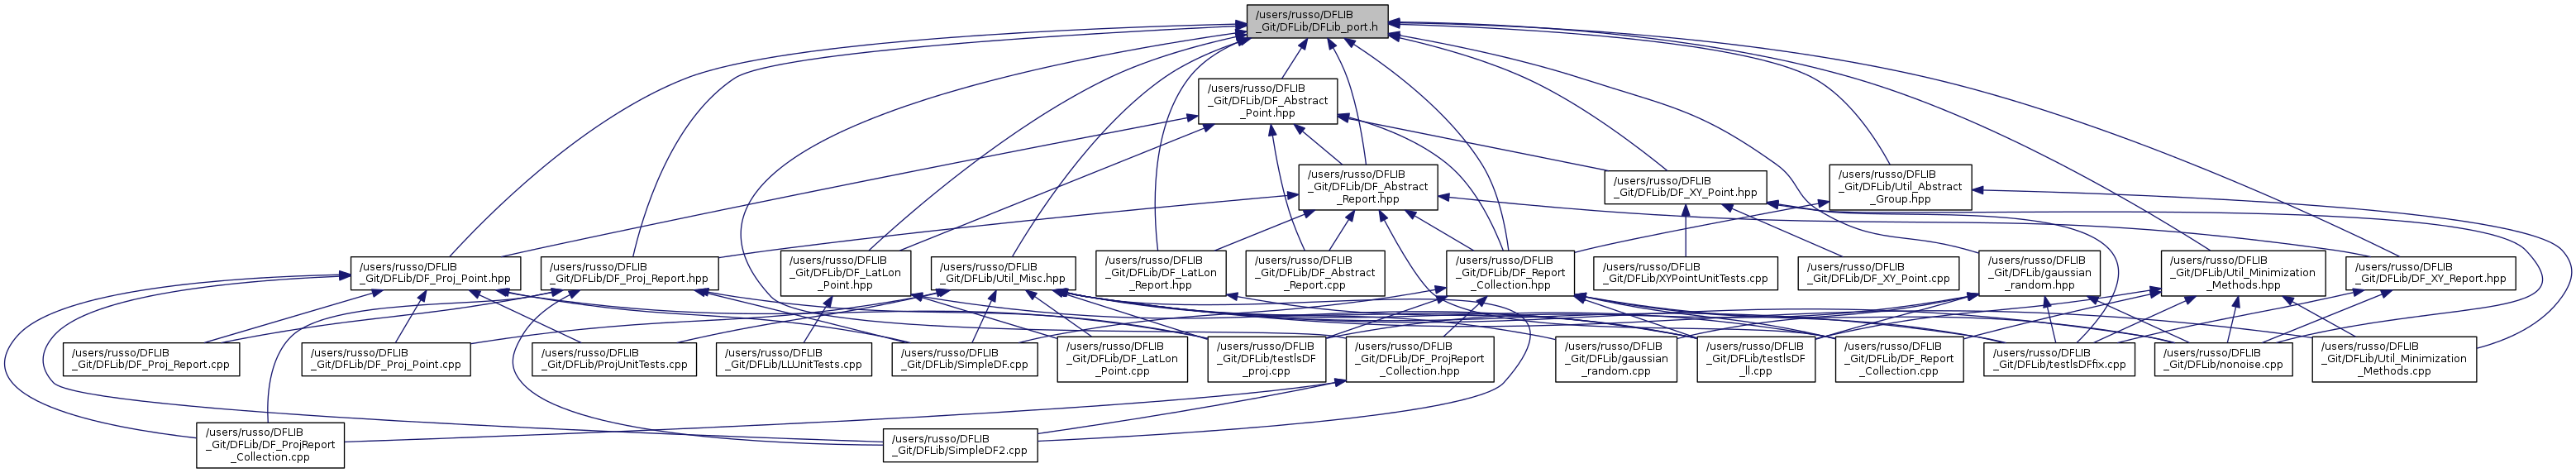 /users/russo/DFLIB
_Git/DFLib/DFLib_port.h
/users/russo/DFLIB
_Git/DFLib/DF_Abstract
_Point.hpp
/users/russo/DFLIB
_Git/DFLib/DF_Abstract
_Report.hpp
/users/russo/DFLIB
_Git/DFLib/DF_XY_Point.hpp
/users/russo/DFLIB
_Git/DFLib/Util_Abstract
_Group.hpp
/users/russo/DFLIB
_Git/DFLib/DF_Proj_Point.hpp
/users/russo/DFLIB
_Git/DFLib/DF_Proj_Report.hpp
/users/russo/DFLIB
_Git/DFLib/DF_LatLon
_Point.hpp
/users/russo/DFLIB
_Git/DFLib/Util_Misc.hpp
/users/russo/DFLIB
_Git/DFLib/DF_LatLon
_Report.hpp
/users/russo/DFLIB
_Git/DFLib/DF_Abstract
_Report.cpp
/users/russo/DFLIB
_Git/DFLib/DF_Report
_Collection.hpp
/users/russo/DFLIB
_Git/DFLib/XYPointUnitTests.cpp
/users/russo/DFLIB
_Git/DFLib/DF_XY_Point.cpp
/users/russo/DFLIB
_Git/DFLib/gaussian
_random.hpp
/users/russo/DFLIB
_Git/DFLib/Util_Minimization
_Methods.hpp
/users/russo/DFLIB
_Git/DFLib/DF_XY_Report.hpp
/users/russo/DFLIB
_Git/DFLib/DF_Proj_Report.cpp
/users/russo/DFLIB
_Git/DFLib/DF_Proj_Point.cpp
/users/russo/DFLIB
_Git/DFLib/ProjUnitTests.cpp
/users/russo/DFLIB
_Git/DFLib/LLUnitTests.cpp
/users/russo/DFLIB
_Git/DFLib/SimpleDF.cpp
/users/russo/DFLIB
_Git/DFLib/DF_LatLon
_Point.cpp
/users/russo/DFLIB
_Git/DFLib/testlsDF
_proj.cpp
/users/russo/DFLIB
_Git/DFLib/DF_ProjReport
_Collection.hpp
/users/russo/DFLIB
_Git/DFLib/gaussian
_random.cpp
/users/russo/DFLIB
_Git/DFLib/testlsDF
_ll.cpp
/users/russo/DFLIB
_Git/DFLib/DF_Report
_Collection.cpp
/users/russo/DFLIB
_Git/DFLib/testlsDFfix.cpp
/users/russo/DFLIB
_Git/DFLib/nonoise.cpp
/users/russo/DFLIB
_Git/DFLib/Util_Minimization
_Methods.cpp
/users/russo/DFLIB
_Git/DFLib/DF_ProjReport
_Collection.cpp
/users/russo/DFLIB
_Git/DFLib/SimpleDF2.cpp